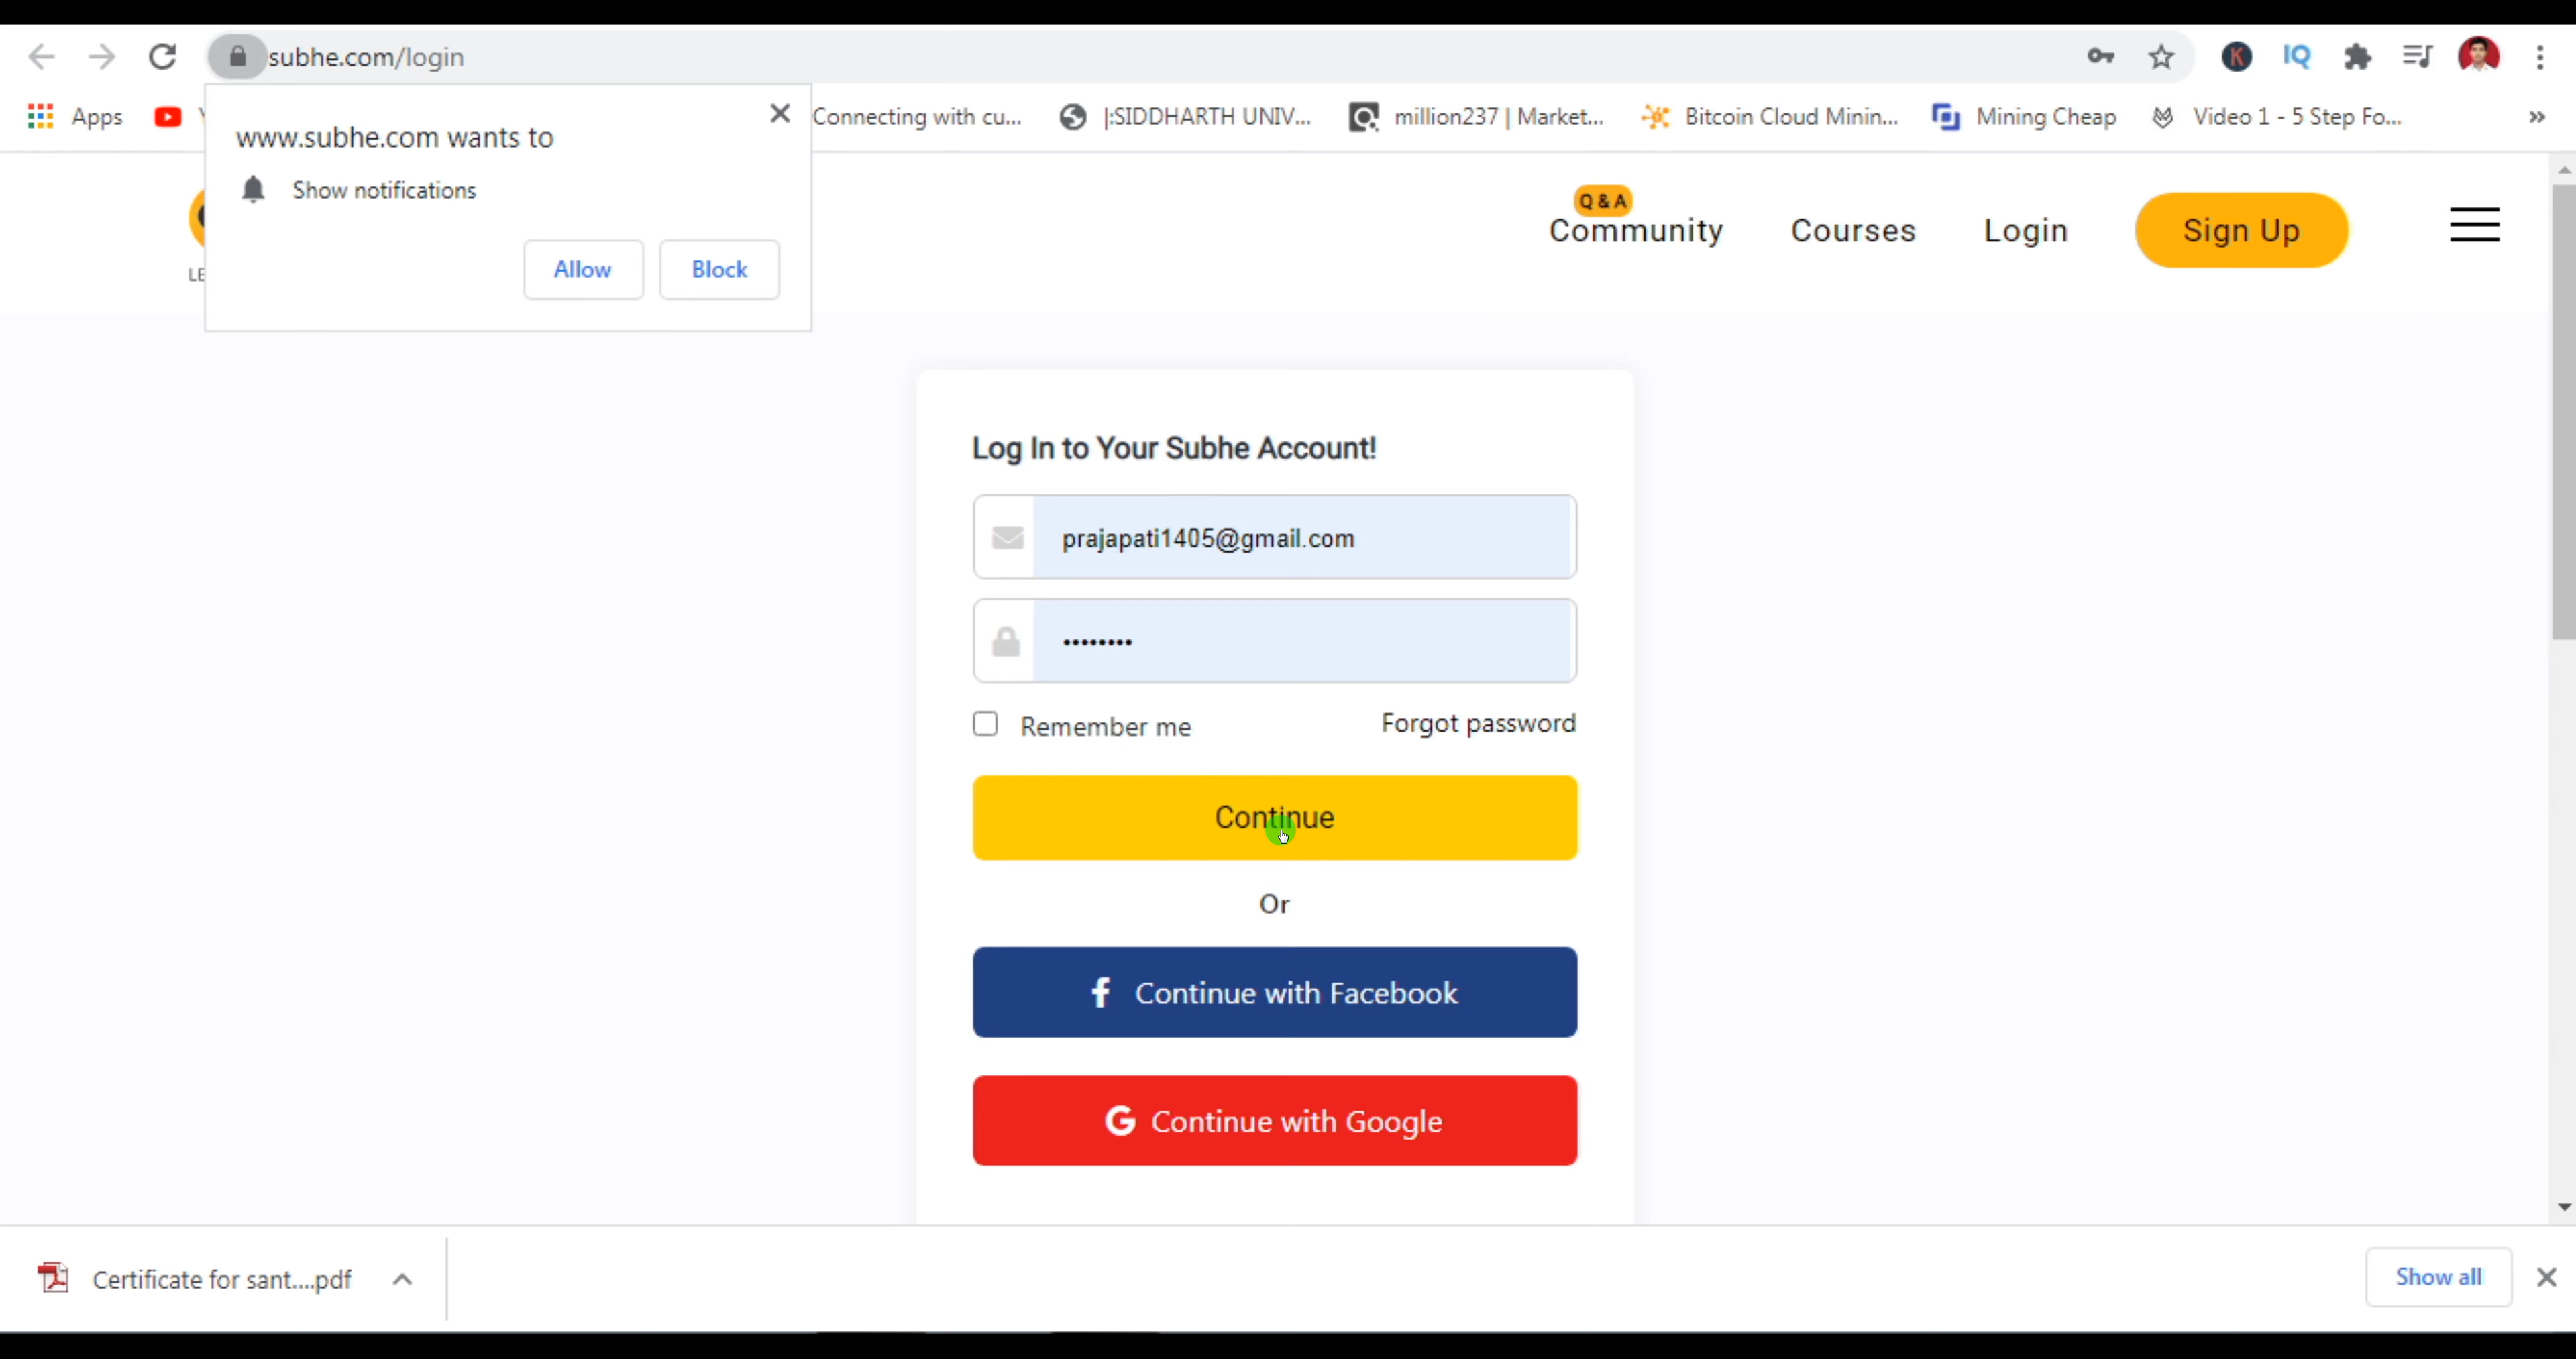 subhe.com/login
Apps
Connecting with cu...
|:SIDDHARTH UNIV...
million237 | Market...
Bitcoin Cloud Minin...
Mining Cheap
Video 1 - 5 Step Fo...
»
www.subhe.com wants to
Show notifications
Allow Block
Q & A
Community Courses Login Sign Up
LE
Log In to Your Subhe Account!
prajapati1405@gmail.com
••••••••
Remember me Forgot password
Continue
Or
Continue with Facebook
Continue with Google
Certificate for sant....pdf
Show all
K
IQ